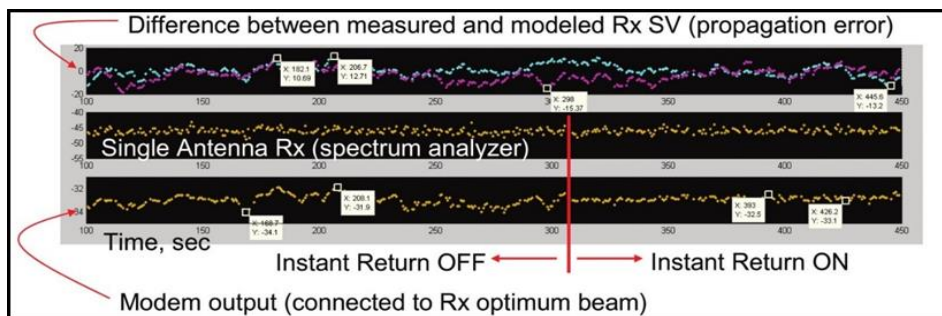 Difference between measured and modeled Rx SV (propagation error)
20
0
-20
X: 182.1
Y: 10.69
X: 206.7
Y: 12.71
X: 298
Y: -15.37
X: 445.6
Y: -13.2
100 150 200 250 300 350 400 450
-40
-45
-50
-55
Single Antenna Rx (spectrum analyzer)
100 150 200 250 300 350 400 450
-32
-34
X: 168.7
Y: -34.1
X: 208.1
Y: -31.9
X: 393
Y: -32.5
X: 426.2
Y: -33.1
100 150 200 250 300 350 400 450
Time, sec
Instant Return OFF
Instant Return ON
Modem output (connected to Rx optimum beam)